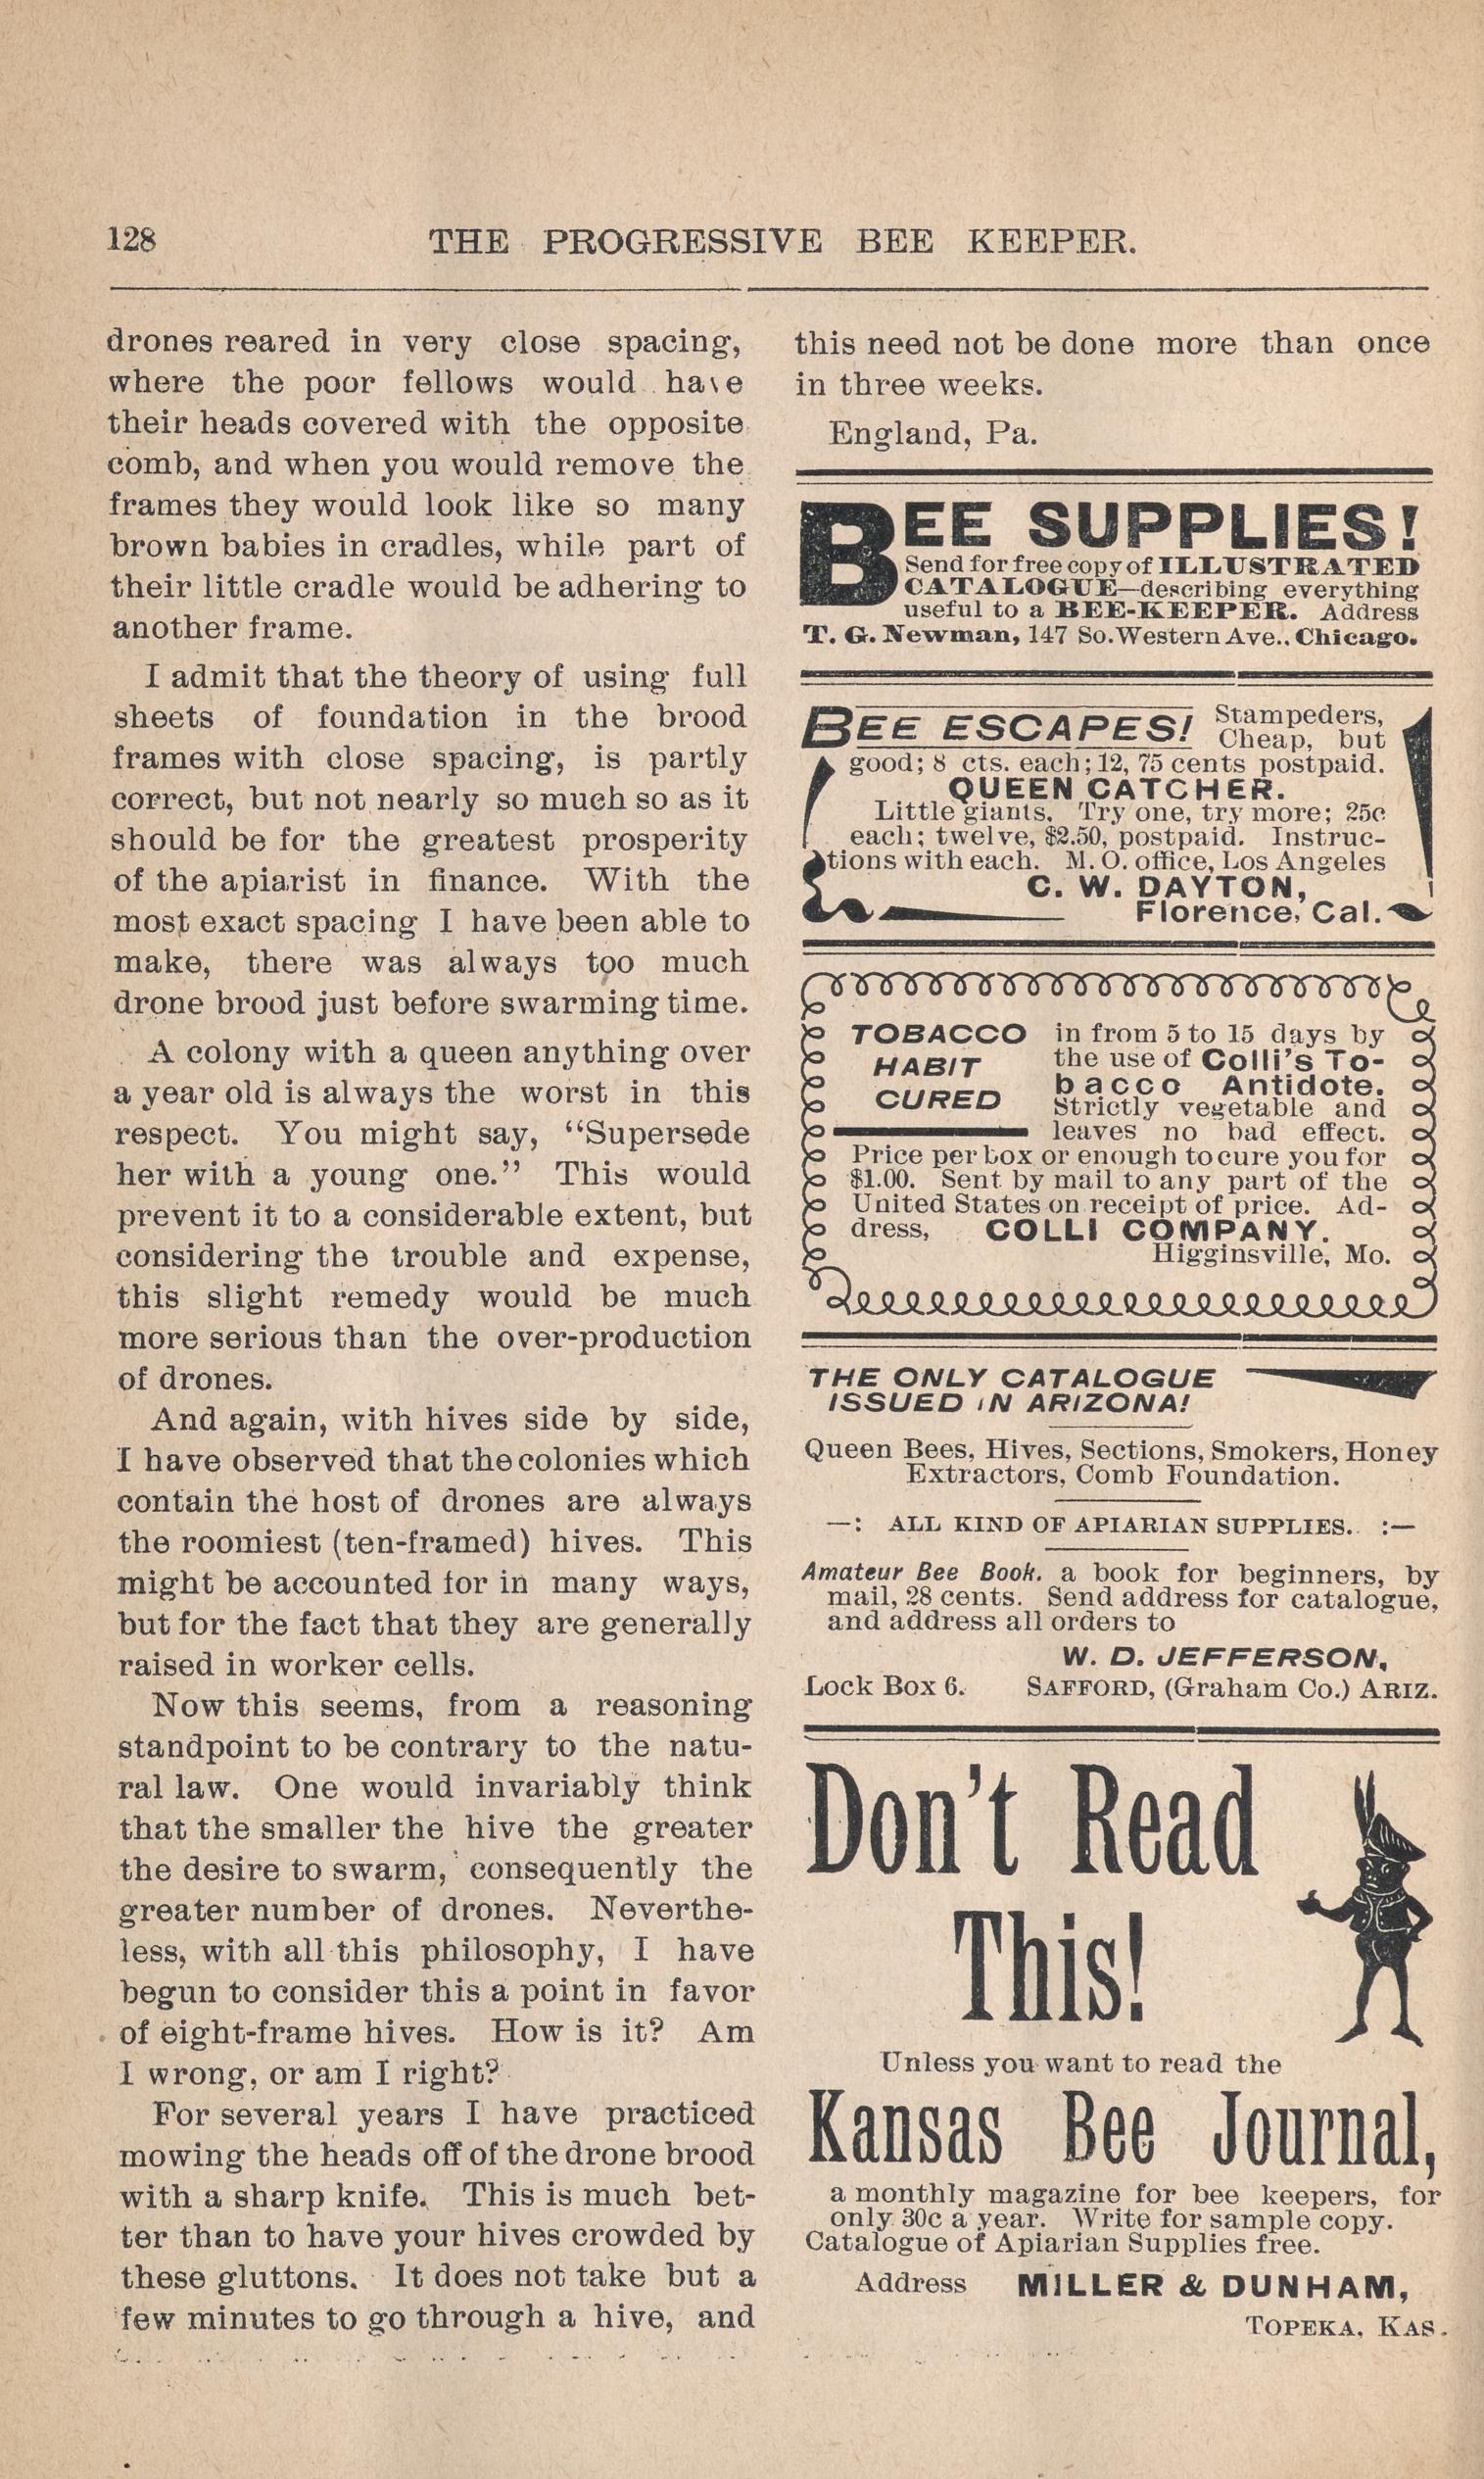 128
THE PROGRESSIVE BEE KEEPER.
drones reared in very close spacing,
where the poor fellows would have
their heads covered with the opposite
comb, and when you would remove the
frames they would look like so many
brown babies in cradles, while part of
their little cradle would be adhering to
another frame.
I admit that the theory of using full
sheets of foundation in the brood
frames with close spacing, is partly
correct, but not nearly so much so as it
should be for the greatest prosperity
of the apiarist in finance. With the
most exact spacing I have been able to
make, there was always too much
drone brood just before swarming time.
A colony with a queen anything over
a year old is always the worst in this
respect. You might say, "Supersede
her with a young one." This would
prevent it to a considerable extent, but
considering the trouble and expense,
this slight remedy would be much
more serious than the over-production
of drones.
And again, with hives side by side,
I have observed that the colonies which
contain the host of drones are always
the roomiest (ten-framed) hives. This
might be accounted for in many ways,
but for the fact that they are generally
raised in worker cells.
Now this seems, from a reasoning
standpoint to be contrary to the natu-
ral law. One would invariably think
that the smaller the hive the greater
the desire to swarm, consequently the
greater number of drones. Neverthe-
less, with all this philosophy, I have
begun to consider this a point in favor
of eight-frame hives. How is it? Am
I wrong, or am I right?
For several years I have practiced
mowing the heads off of the drone brood
with a sharp knife. This is much bet-
ter than to have your hives crowded by
these gluttons. It does not take but a
few minutes to go through a hive, and
this need not be done more than once
in three weeks.
England, Pa.
BEE SUPPLIES!
Send for free copy of ILLUSTRATED
CATALOGUE—describing everything
useful to a BEE-KEEPER. Address
T. G. Newman, 147 So. Western Ave., Chicago.
BEE ESCAPES! Stampeders,
Cheap, but
good; 8 cts. each; 12, 75 cents postpaid.
QUEEN CATCHER.
Little giants. Try one, try more; 25c
each; twelve, $2.50, postpaid. Instruc-
tions with each. M. O. office, Los Angeles
C. W. DAYTON,
Florence, Cal.
TOBACCO
HABIT
CURED
in from 5 to 15 days by
the use of Colli's To-
bacco Antidote.
Strictly vegetable and
leaves no bad effect.
Price per box or enough to cure you for
$1.00. Sent by mail to any part of the
United States on receipt of price. Ad-
dress, COLLI COMPANY.
Higginsville, Mo.
THE ONLY CATALOGUE
ISSUED IN ARIZONA!
Queen Bees, Hives, Sections, Smokers, Honey
Extractors, Comb Foundation.
—: ALL KIND OF APIARIAN SUPPLIES. :—
Amateur Bee Book. a book for beginners, by
mail, 28 cents. Send address for catalogue,
and address all orders to
W. D. JEFFERSON,
Lock Box 6. SAFFORD, (Graham Co.) ARIZ.
Don't Read
This!
Unless you want to read the
Kansas Bee Journal,
a monthly magazine for bee keepers, for
only 30c a year. Write for sample copy.
Catalogue of Apiarian Supplies free.
Address MILLER & DUNHAM,
TOPEKA, KAS.